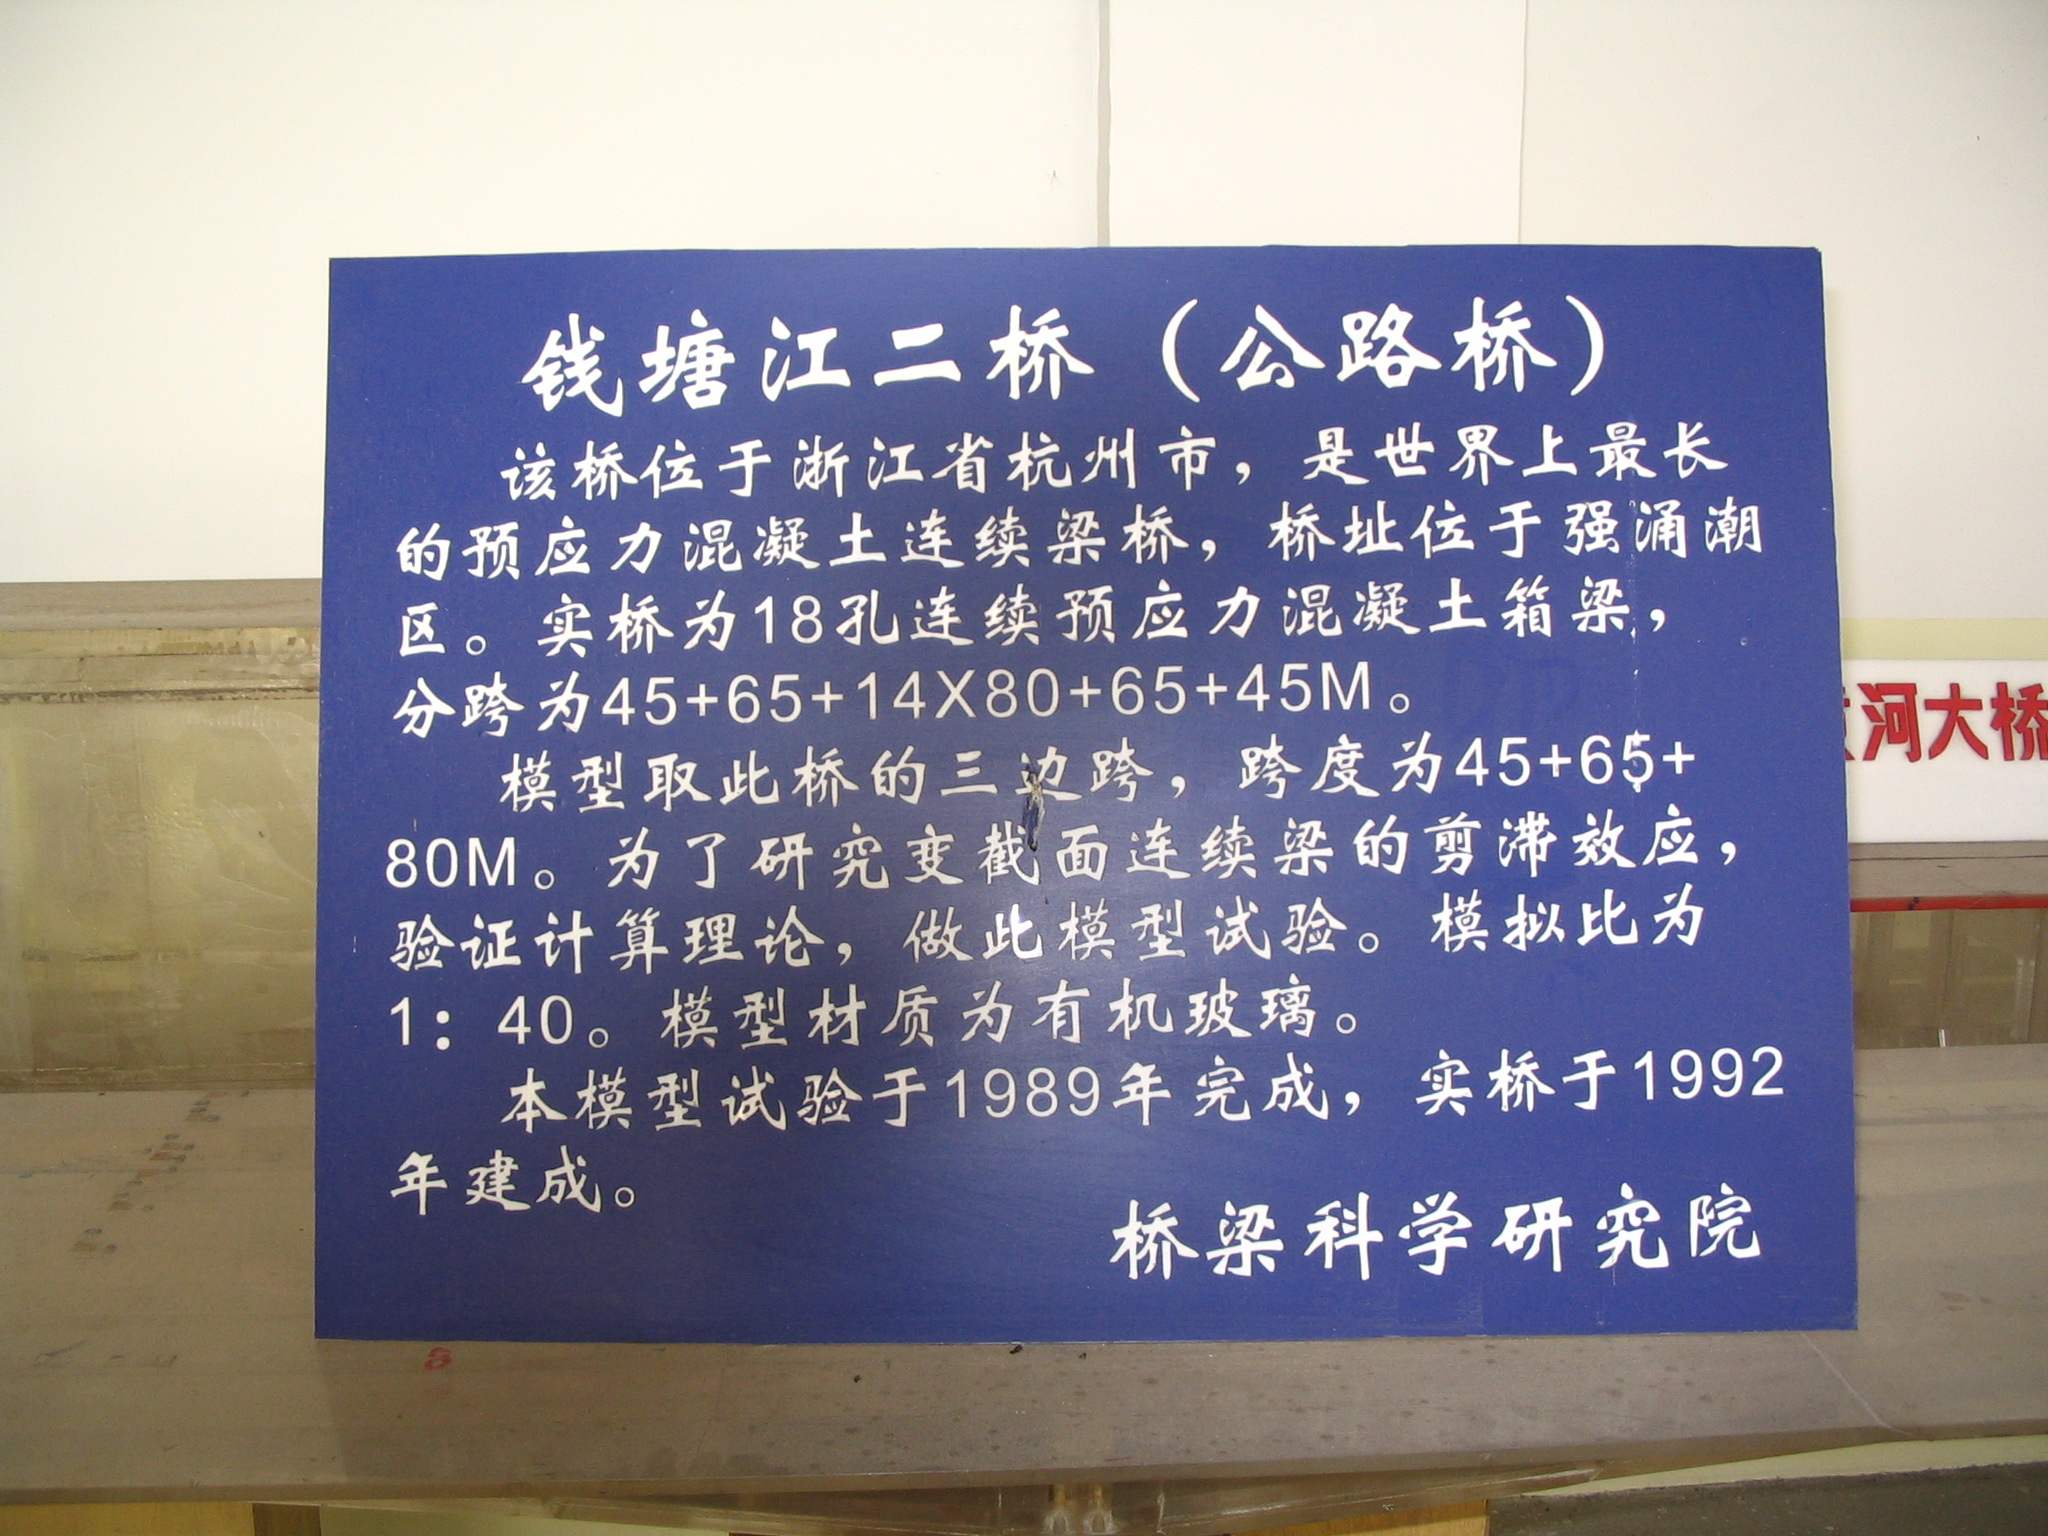 钱塘江二桥（公路桥）
该桥位于浙江省杭州市，是世界上最长
的预应力混凝土连续梁桥，桥址位于强涌潮
区。实桥为18孔连续预应力混凝土箱梁，
分跨为45+65+14X80+65+45M。
模型取此桥的三边跨，跨度为45+65+
80M。为了研究变截面连续梁的剪滞效应，
验证计算理论，做此模型试验。模拟比为
1：40。模型材质为有机玻璃。
本模型试验于1989年完成，实桥于1992
年建成。
桥梁科学研究院
河大桥
8